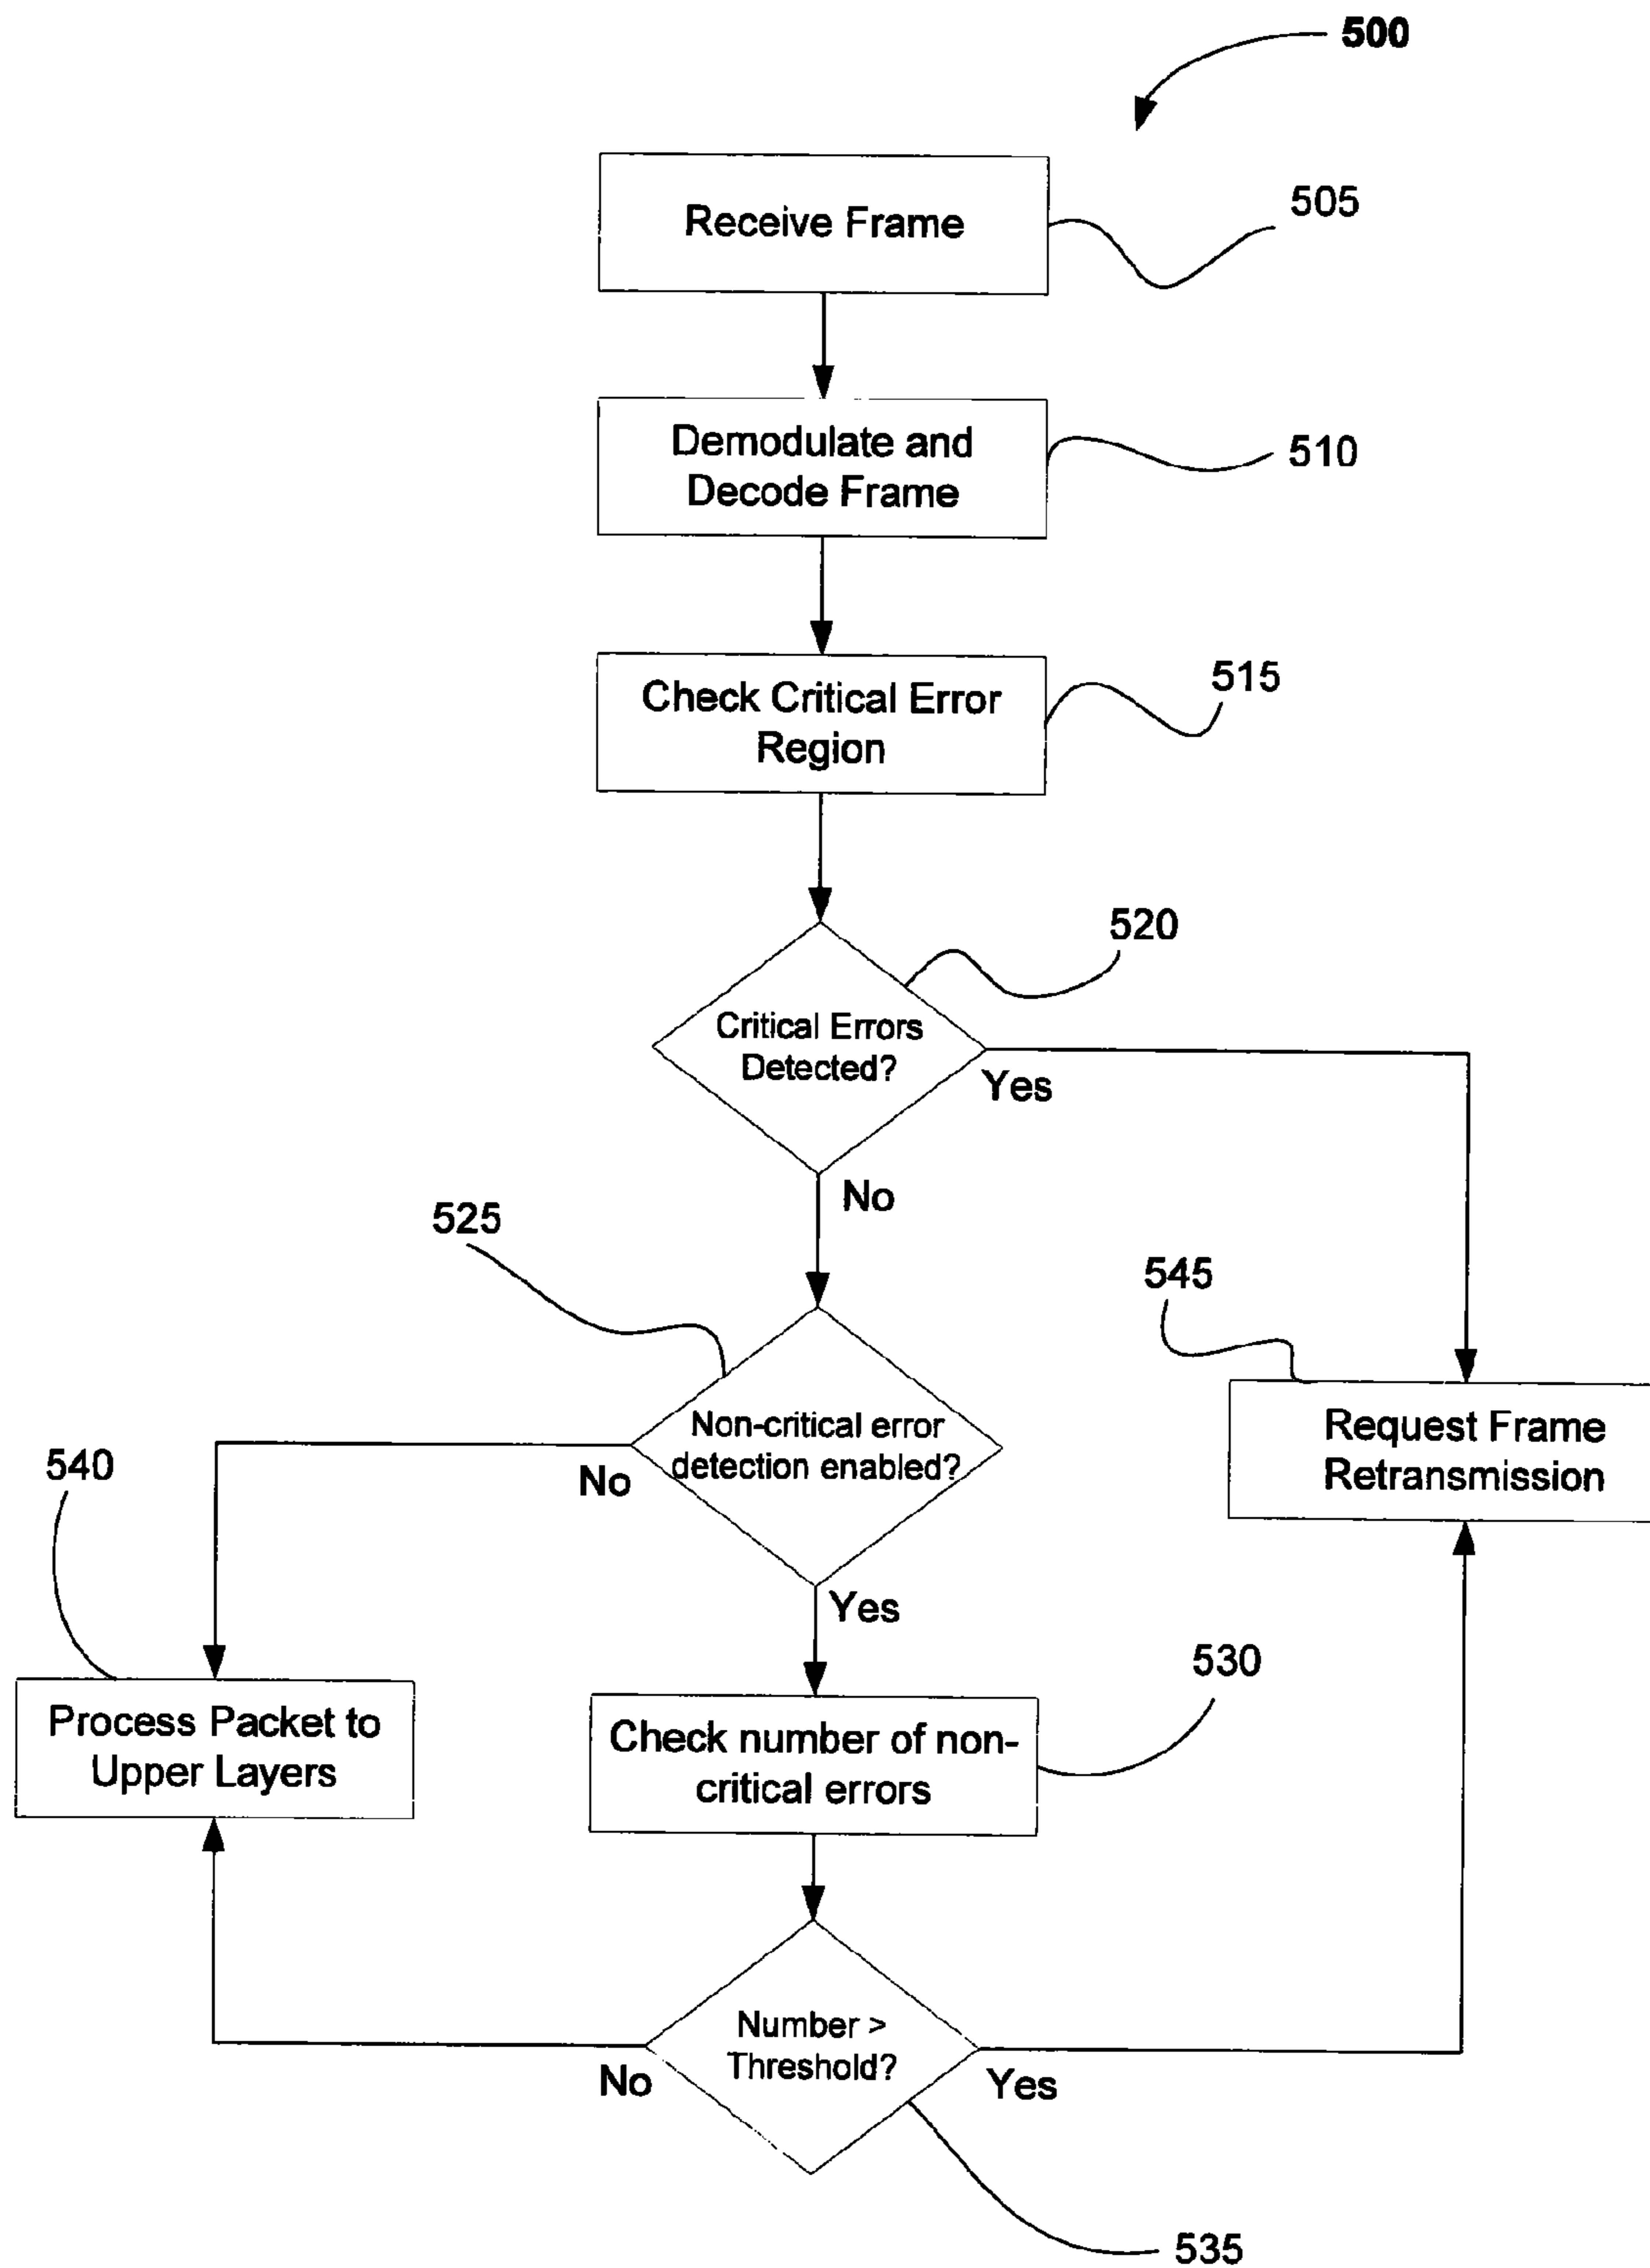 500
Receive Frame
505
Demodulate and
Decode Frame
510
Check Critical Error
Region
515
520
Critical Errors
Detected?
Yes
No
525
545
Non-critical error
detection enabled?
No
Request Frame
Retransmission
540
Yes
530
Process Packet to
Upper Layers
Check number of non-
critical errors
Number >
Threshold?
No
Yes
535